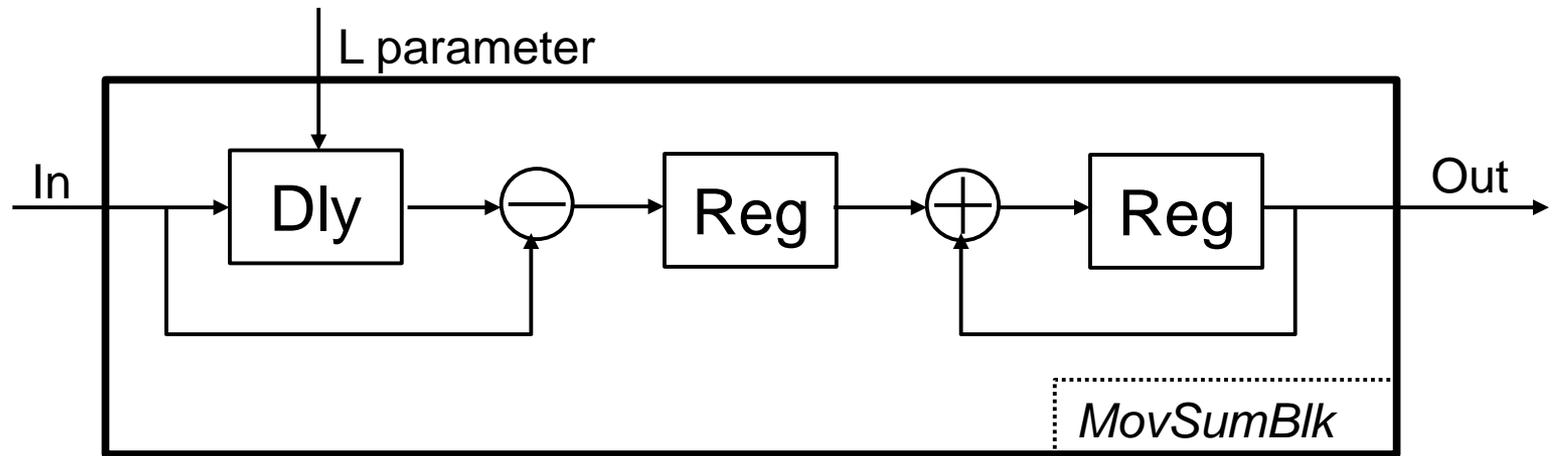 L parameter
In
Dly
Reg
Reg
Out
MovSumBlk